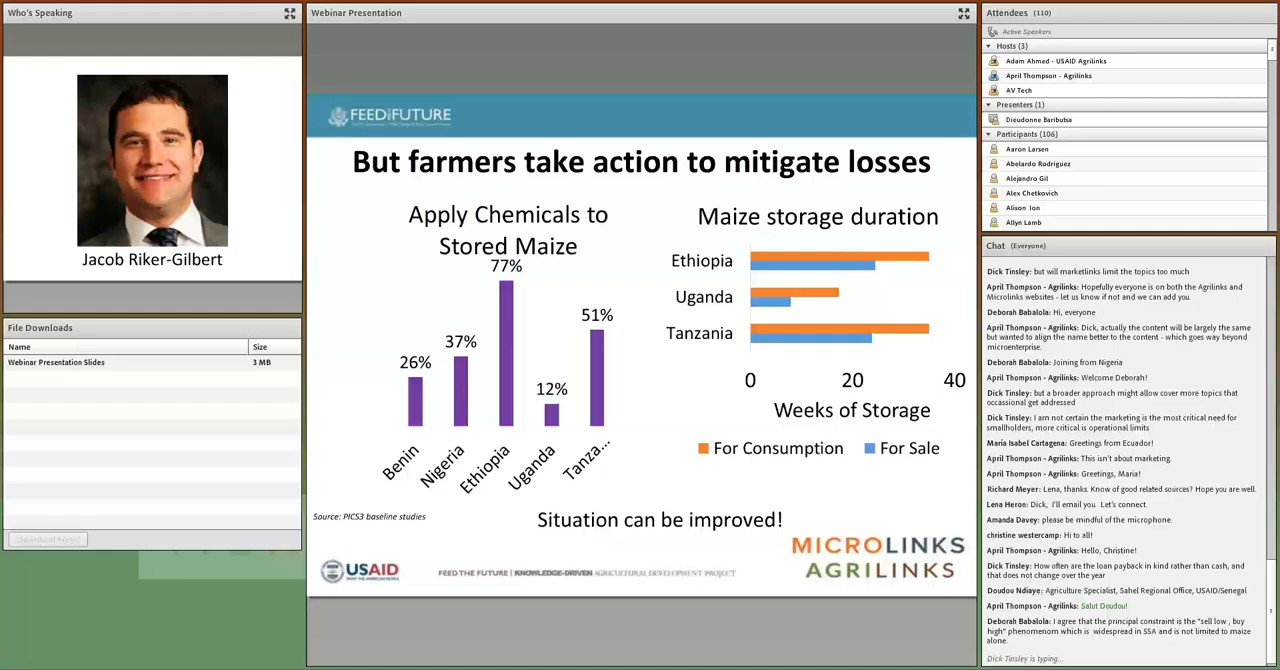 Who's Speaking
Jacob Riker-Gilbert
File Downloads
Name Size
Webinar Presentation Slides 3 MB
Webinar Presentation
FEED THE FUTURE
But farmers take action to mitigate losses
Apply Chemicals to
Stored Maize
77%
51%
37%
26%
12%
Benin
Nigeria
Ethiopia
Uganda
Tanza...
Maize storage duration
Ethiopia
Uganda
Tanzania
0 20 40
Weeks of Storage
For Consumption For Sale
Source: PICS3 baseline studies
Situation can be improved!
MICROLINKS
AGRILINKS
USAID
FROM THE AMERICAN PEOPLE
FEED THE FUTURE | KNOWLEDGE-DRIVEN AGRICULTURAL DEVELOPMENT PROJECT
Attendees (110)
Active Speakers
Hosts (3)
Adam Ahmed - USAID Agrilinks
April Thompson - Agrilinks
AV Tech
Presenters (1)
Dieudonne Baributsa
Participants (106)
Aaron Larsen
Abelardo Rodriguez
Alejandro Gil
Alex Chetkovich
Alison Ion
Allyn Lamb
Chat (Everyone)
Dick Tinsley: but will marketlinks limit the topics too much
April Thompson - Agrilinks: Hopefully everyone is on both the Agrilinks and
Microlinks websites - let us know if not and we can add you.
Deborah Babalola: Hi, everyone
April Thompson - Agrilinks: Dick, actually the content will be largely the same
but wanted to align the name better to the content - which goes way beyond
microenterprise.
Deborah Babalola: Joining from Nigeria
April Thompson - Agrilinks: Welcome Deborah!
Dick Tinsley: but a broader approach might allow cover more topics that
occassional get addressed
Dick Tinsley: I am not certain the marketing is the most critical need for
smallholders, more critical is operational limits
María Isabel Cartagena: Greetings from Ecuador!
April Thompson - Agrilinks: This isn't about marketing.
April Thompson - Agrilinks: Greetings, Maria!
Richard Meyer: Lena, thanks. Know of good related sources? Hope you are well.
Lena Heron: Dick, I'll email you. Let's connect.
Amanda Davey: please be mindful of the microphone.
christine westercamp: Hi to all!
April Thompson - Agrilinks: Hello, Christine!
Dick Tinsley: How often are the loan payback in kind rather than cash, and
that does not change over the year
Doudou Ndiaye: Agriculture Specialist, Sahel Regional Office, USAID/Senegal
April Thompson - Agrilinks: Salut Doudou!
Deborah Babalola: I agree that the principal constraint is the "sell low , buy
high" phenomenom which is widespread in SSA and is not limited to maize
alone.
Dick Tinsley is typing...